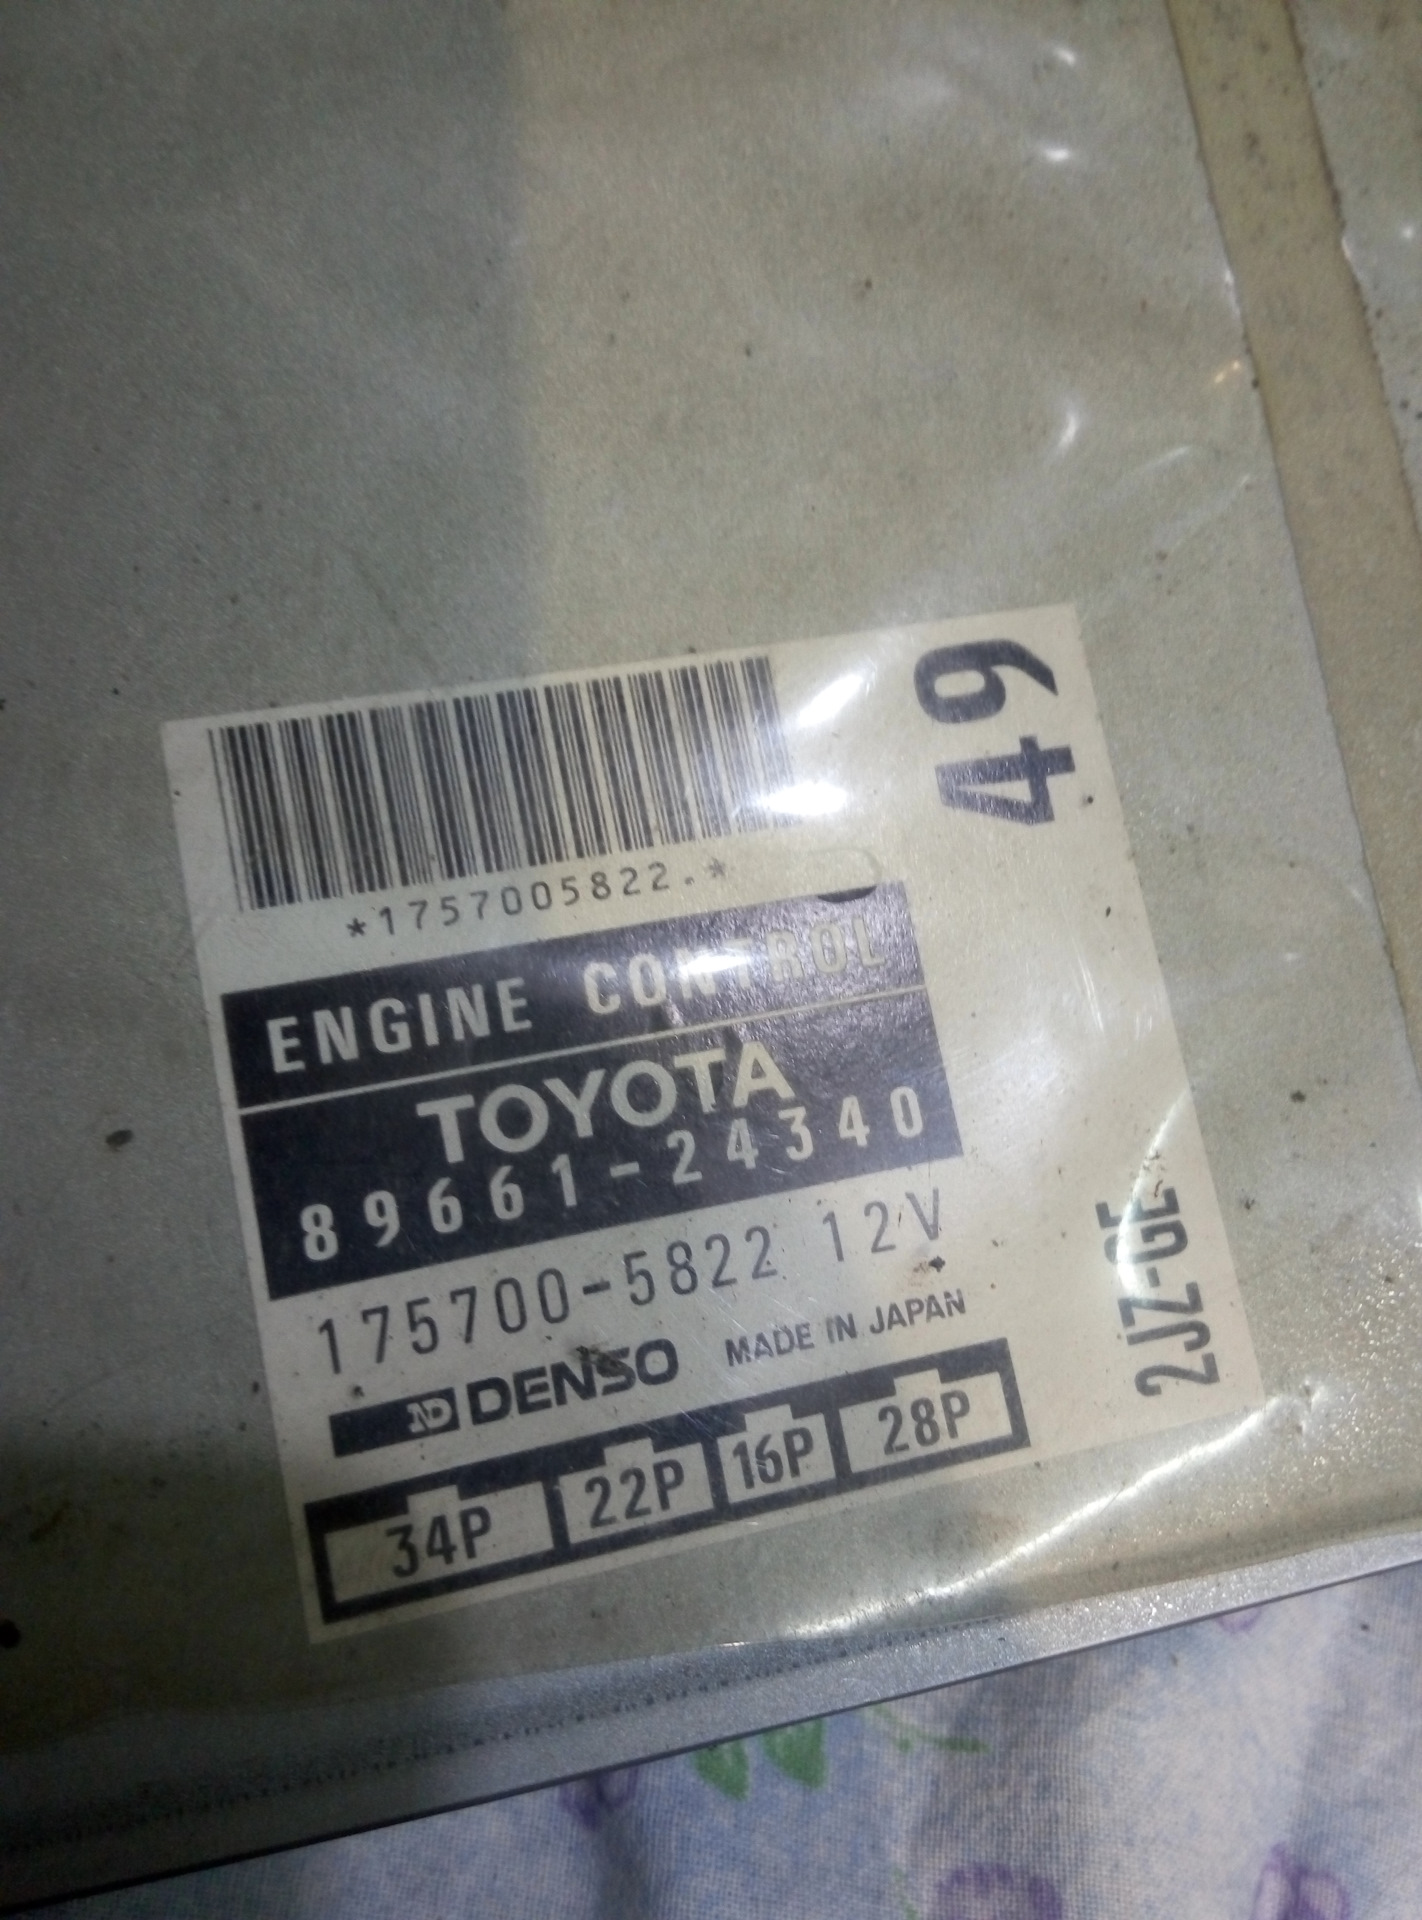 *1757005822.*
ENGINE CONTROL
TOYOTA
89661-24340
175700-5822 12V
ND DENSO MADE IN JAPAN
34P 22P 16P 28P
49
2JZ-GE